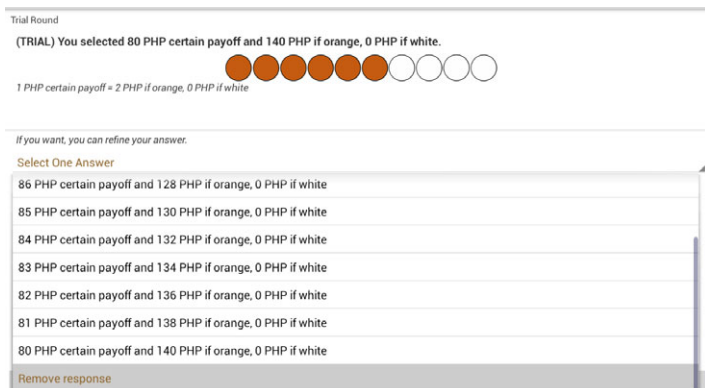 Trial Round
(TRIAL) You selected 80 PHP certain payoff and 140 PHP if orange, 0 PHP if white.
1 PHP certain payoff = 2 PHP if orange, 0 PHP if white
If you want, you can refine your answer.
Select One Answer
86 PHP certain payoff and 128 PHP if orange, 0 PHP if white
85 PHP certain payoff and 130 PHP if orange, 0 PHP if white
84 PHP certain payoff and 132 PHP if orange, 0 PHP if white
83 PHP certain payoff and 134 PHP if orange, 0 PHP if white
82 PHP certain payoff and 136 PHP if orange, 0 PHP if white
81 PHP certain payoff and 138 PHP if orange, 0 PHP if white
80 PHP certain payoff and 140 PHP if orange, 0 PHP if white
Remove response